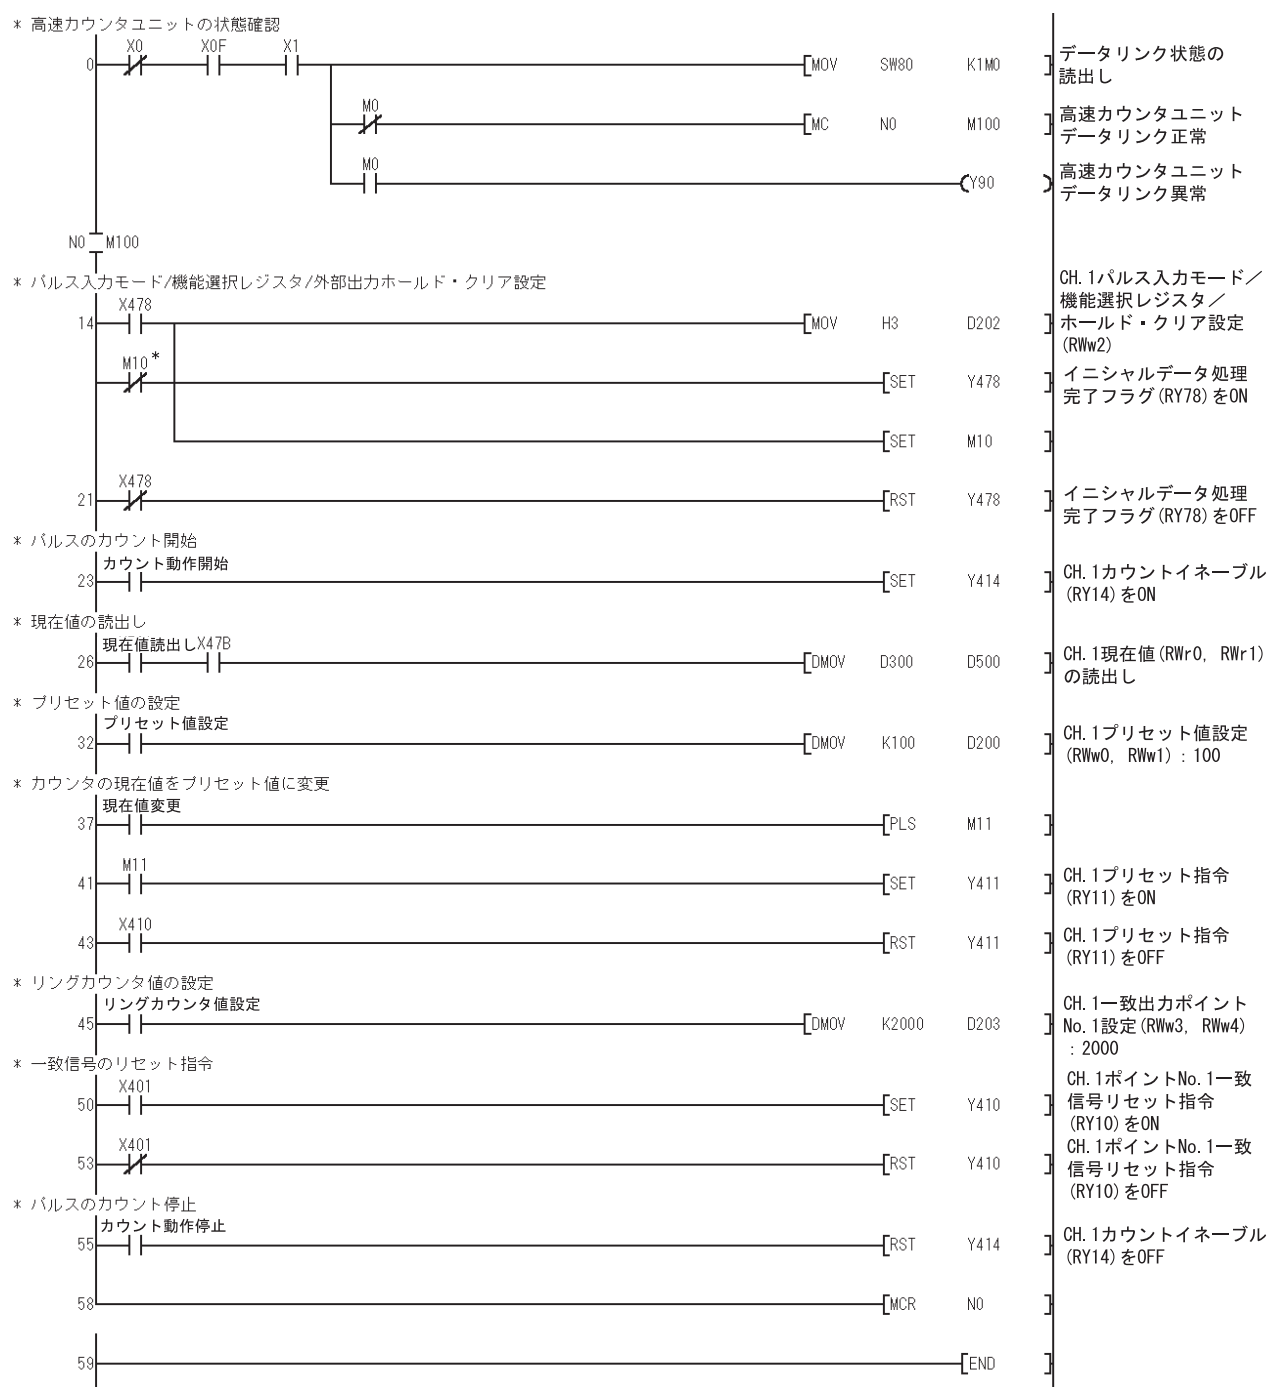 * 高速カウンタユニットの状態確認
X0 X0F X1
0 MOV SW80 K1M0 データリンク状態の
読出し
M0
MC N0 M100 高速カウンタユニット
データリンク正常
M0
Y90 高速カウンタユニット
データリンク異常
N0 M100
* パルス入力モード/機能選択レジスタ/外部出力ホールド・クリア設定
X478
14 MOV H3 D202 CH.1パルス入力モード／
機能選択レジスタ／
ホールド・クリア設定
(RWw2)
M10*
SET Y478 イニシャルデータ処理
完了フラグ(RY78)をON
SET M10
X478
21 RST Y478 イニシャルデータ処理
完了フラグ(RY78)をOFF
* パルスのカウント開始
カウント動作開始
23 SET Y414 CH.1カウントイネーブル
(RY14)をON
* 現在値の読出し
現在値読出し X47B
26 DMOV D300 D500 CH.1現在値(RWr0, RWr1)
の読出し
* プリセット値の設定
プリセット値設定
32 DMOV K100 D200 CH.1プリセット値設定
(RWw0, RWw1)：100
* カウンタの現在値をプリセット値に変更
現在値変更
37 PLS M11
M11
41 SET Y411 CH.1プリセット指令
(RY11)をON
X410
43 RST Y411 CH.1プリセット指令
(RY11)をOFF
* リングカウンタ値の設定
リングカウンタ値設定
45 DMOV K2000 D203 CH.1一致出力ポイント
No.1設定(RWw3, RWw4)
：2000
* 一致信号のリセット指令
X401
50 SET Y410 CH.1ポイントNo.1一致
信号リセット指令
(RY10)をON
X401
53 RST Y410 CH.1ポイントNo.1一致
信号リセット指令
(RY10)をOFF
* パルスのカウント停止
カウント動作停止
55 RST Y414 CH.1カウントイネーブル
(RY14)をOFF
58 MCR N0
59 END